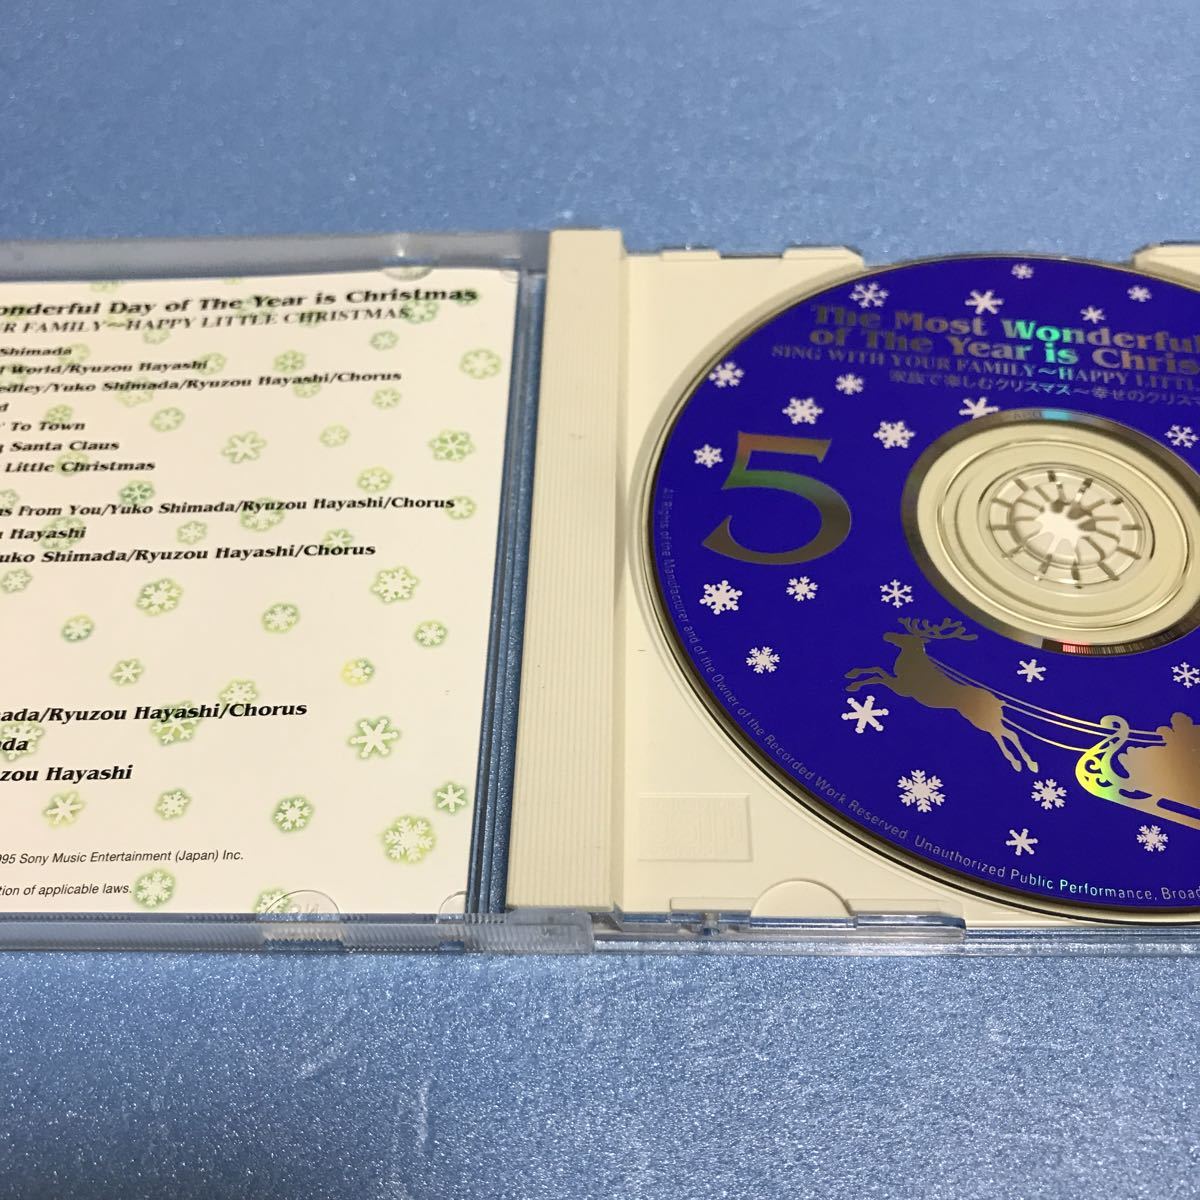 onderful Day of The Year is Christmas
UR FAMILY~HAPPY LITTLE CHRISTMAS
Shimada
World/Ryuzou Hayashi
edley/Yuko Shimada/Ryuzou Hayashi/Chorus
d
To Town
Santa Claus
Little Christmas
s From You/Yuko Shimada/Ryuzou Hayashi/Chorus
Hayashi
uko Shimada/Ryuzou Hayashi/Chorus
ada/Ryuzou Hayashi/Chorus
da
zou Hayashi
995 Sony Music Entertainment (Japan) Inc.
tion of applicable laws.
The Most Wonderful
of The Year is Chris
SING WITH YOUR FAMILY~HAPPY LITTLE
家族で楽しむクリスマス~幸せのクリスマ
5
All Rights of the Manufacturer and of the Owner of the Recorded Work Reserved. Unauthorized Public Performance, Broad